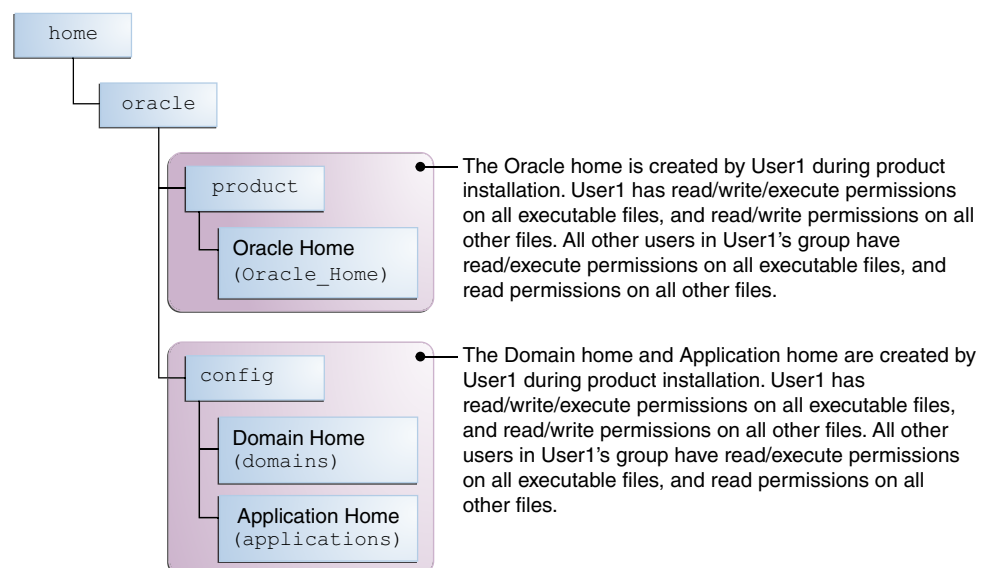 home
oracle
product
Oracle Home
(Oracle_Home)
The Oracle home is created by User1 during product
installation. User1 has read/write/execute permissions
on all executable files, and read/write permissions on all
other files. All other users in User1's group have
read/execute permissions on all executable files, and
read permissions on all other files.
config
Domain Home
(domains)
Application Home
(applications)
The Domain home and Application home are created by
User1 during product installation. User1 has
read/write/execute permissions on all executable files,
and read/write permissions on all other files. All other
users in User1's group have read/execute permissions
on all executable files, and read permissions on all
other files.